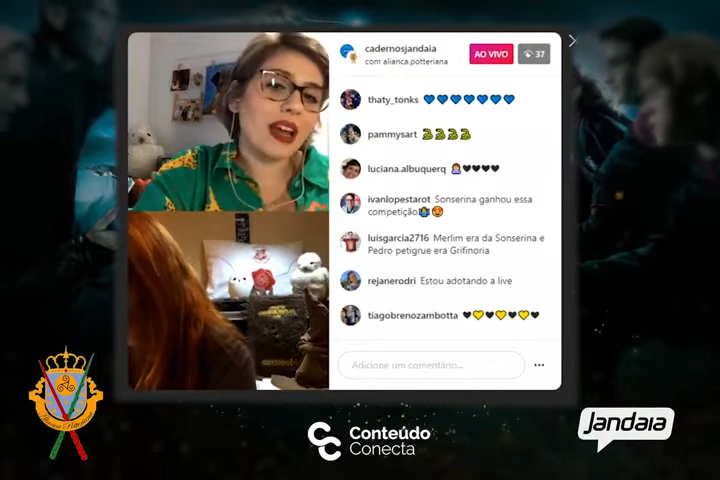 cadernosjandaia
com alianca.potteriana
AO VIVO
37
thaty_tonks 💙💙💙💙💙💙💙
pammysart 🐍🐍🐍🐍
luciana.albuquerq 🤷‍♀️🖤🖤🖤🖤
ivanlopestarot Sonserina ganhou essa
competição
luisgarcia2716 Merlim era da Sonserina e
Pedro petigrue era Grifinoria
rejanerodri Estou adotando a live
tiagobrenozambotta 🖤💛🖤💛🖤💛🖤
Adicione um comentário...
Conteúdo
Conecta
Jandaia